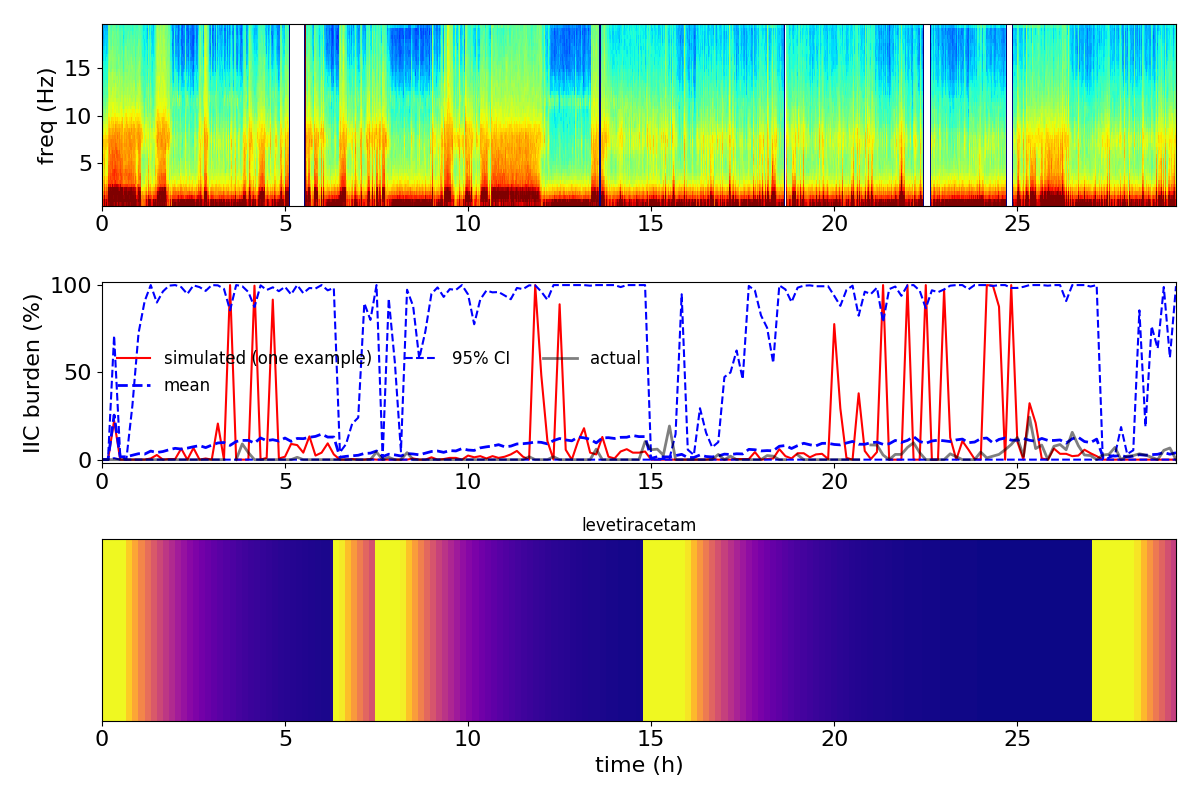 freq (Hz)
15
10
5
0 5 10 15 20 25
IIC burden (%)
100
50
0
simulated (one example) 95% CI actual
mean
0 5 10 15 20 25
levetiracetam
0 5 10 15 20 25
time (h)